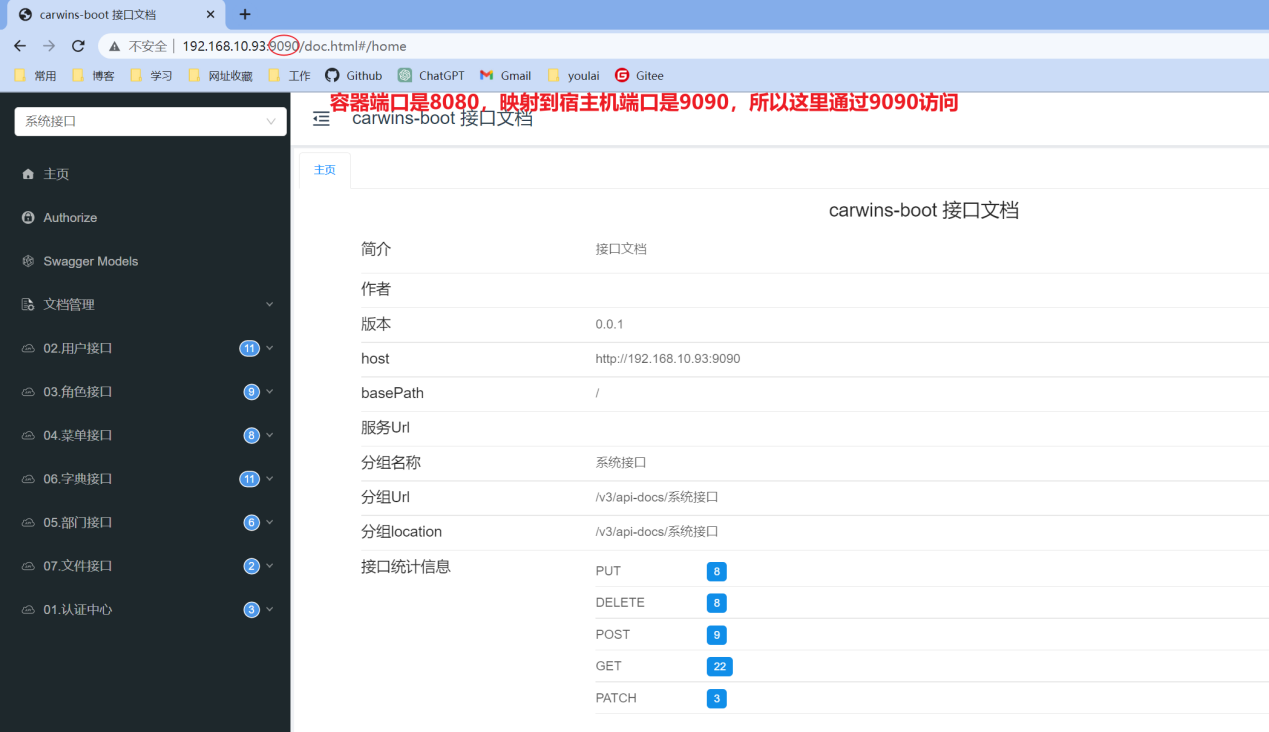 carwins-boot 接口文档
不安全 192.168.10.93:9090/doc.html#/home
常用 博客 学习 网址收藏 工作 Github ChatGPT Gmail youlai Gitee
容器端口是8080，映射到宿主机端口是9090，所以这里通过9090访问
系统接口
carwins-boot 接口文档
主页
Authorize
Swagger Models
文档管理
02.用户接口 11
03.角色接口 9
04.菜单接口 8
06.字典接口 11
05.部门接口 6
07.文件接口 2
01.认证中心 3
主页
carwins-boot 接口文档
简介 接口文档
作者
版本 0.0.1
host http://192.168.10.93:9090
basePath /
服务Url
分组名称 系统接口
分组Url /v3/api-docs/系统接口
分组location /v3/api-docs/系统接口
接口统计信息
PUT 8
DELETE 8
POST 9
GET 22
PATCH 3